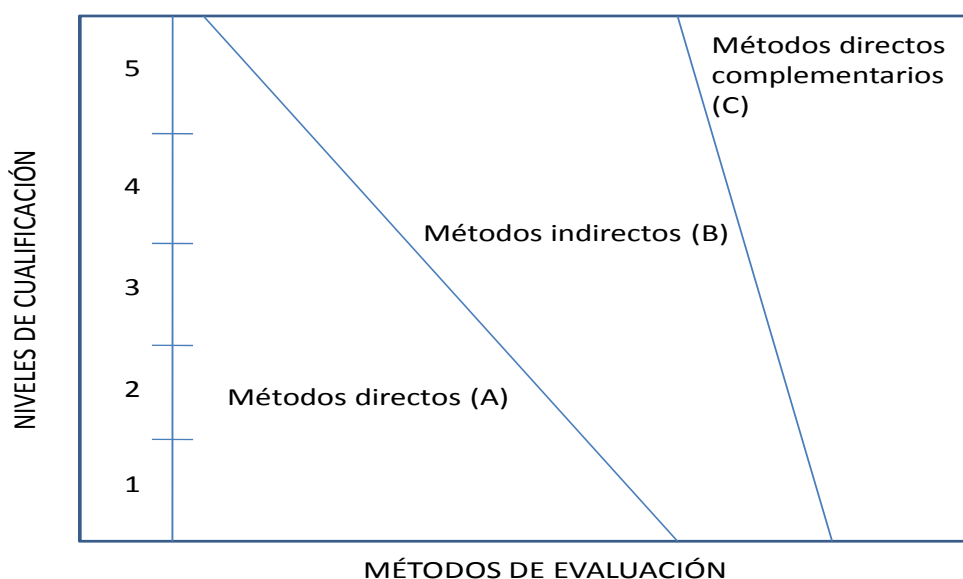 Métodos directos
complementarios
(C)
5
4
Métodos indirectos (B)
3
2
Métodos directos (A)
1
NIVELES DE CUALIFICACIÓN
MÉTODOS DE EVALUACIÓN